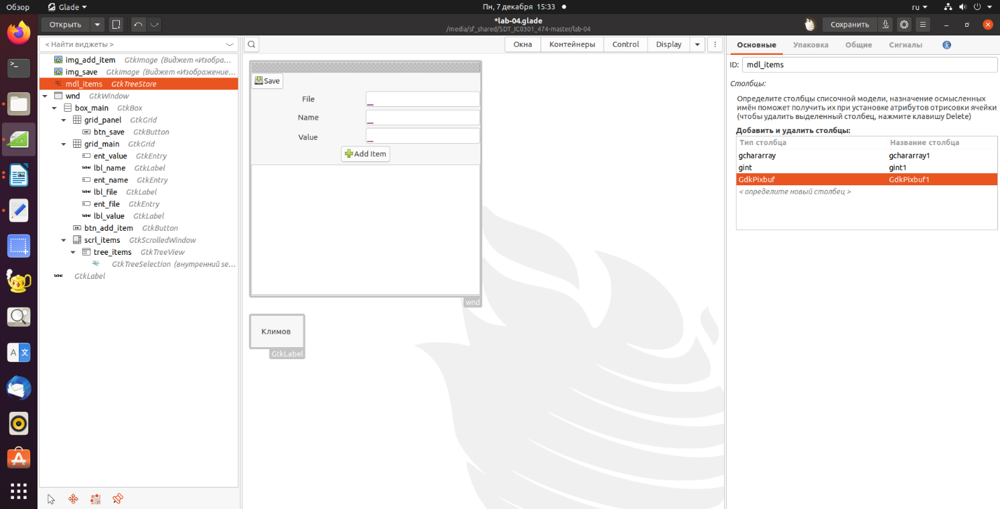 Обзор
Glade
Пн, 7 декабря 15:33
ru
Открыть
*lab-04.glade
/media/sf_shared/SDT_IC0301_474-master/lab-04
Сохранить
< Найти виджеты >
img_add_item GtkImage (Виджет «Изобра…
img_save GtkImage (Виджет «Изображение…
mdl_items GtkTreeStore
wnd GtkWindow
box_main GtkBox
grid_panel GtkGrid
btn_save GtkButton
grid_main GtkGrid
ent_value GtkEntry
lbl_name GtkLabel
ent_name GtkEntry
lbl_file GtkLabel
ent_file GtkEntry
lbl_value GtkLabel
btn_add_item GtkButton
scrl_items GtkScrolledWindow
tree_items GtkTreeView
GtkTreeSelection (внутренний se…
GtkLabel
Окна
Контейнеры
Control
Display
Save
File
Name
Value
Add Item
wnd
Климов
GtkLabel
Основные
Упаковка
Общие
Сигналы
ID: mdl_items
Столбцы:
Определите столбцы списочной модели, назначение осмысленных
имён поможет получить их при установке атрибутов отрисовки ячейки
(чтобы удалить выделенный столбец, нажмите клавишу Delete)
Добавить и удалить столбцы:
Тип столбца Название столбца
gchararray gchararray1
gint gint1
GdkPixbuf GdkPixbuf1
< определите новый столбец >